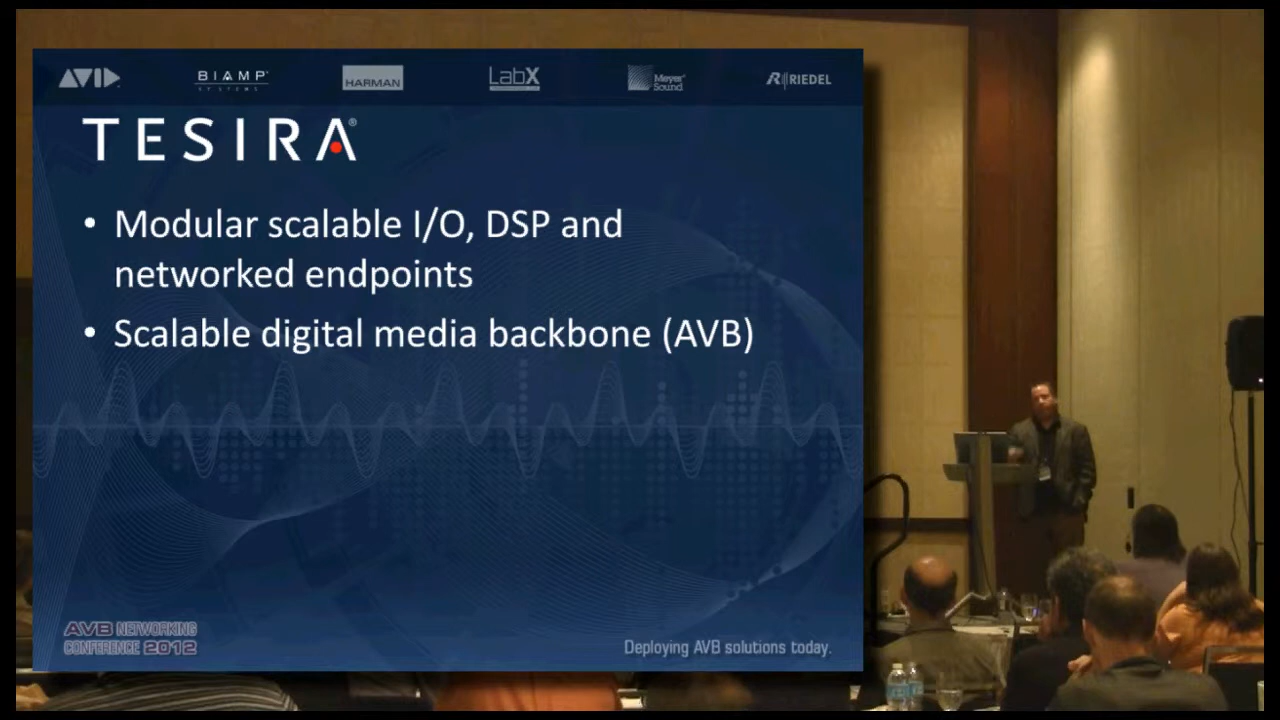 AVID
BIAMP
SYSTEMS
HARMAN
LabX
Meyer
Sound
RIEDEL
TESIRA®
• Modular scalable I/O, DSP and
networked endpoints
• Scalable digital media backbone (AVB)
AVB NETWORKING
CONFERENCE 2012
Deploying AVB solutions today.